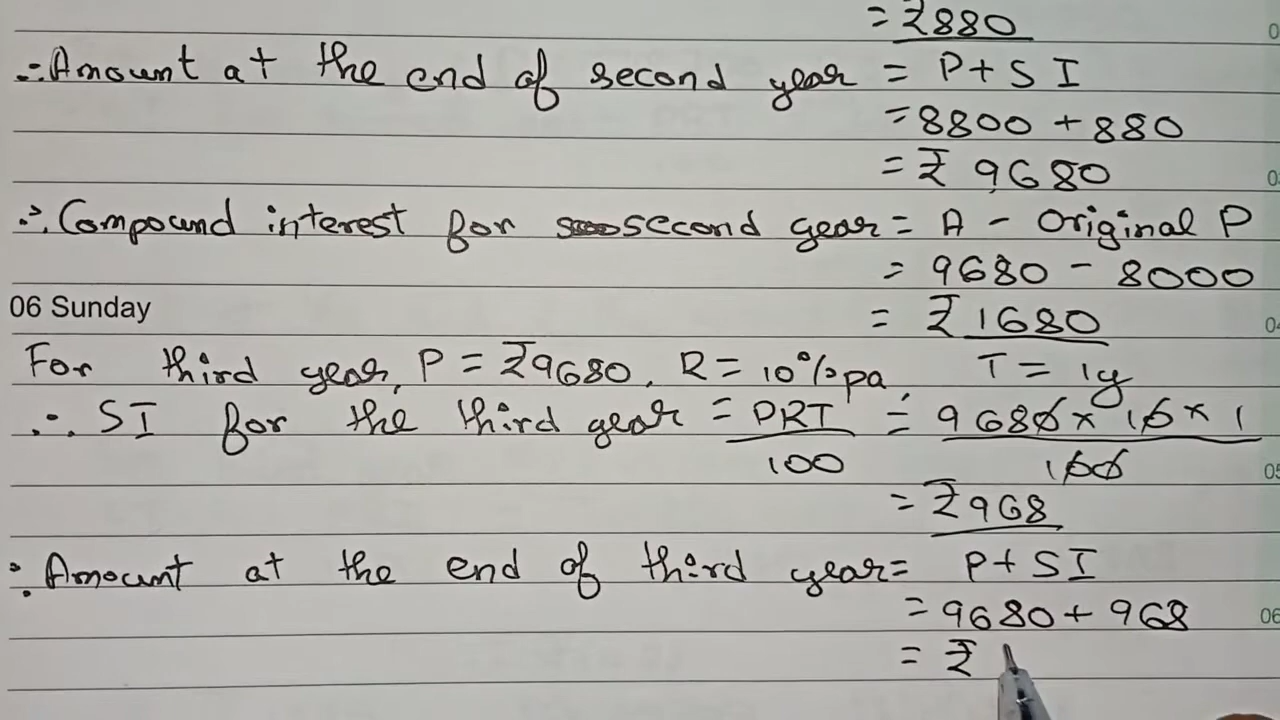 = ₹880
∴ Amount at the end of second year = P + S I
= 8800 + 880
= ₹ 9680
∴ Compound interest for second year = A - Original P
= 9680 - 8000
06 Sunday
= ₹ 1680
For third year, P = ₹9680, R = 10% pa, T = 1y
∴ SI for the third year = PRT/100 = 9680 × 10 × 1/100
05
= ₹968
∴ Amount at the end of third year = P + SI
= 9680 + 968
06
= ₹